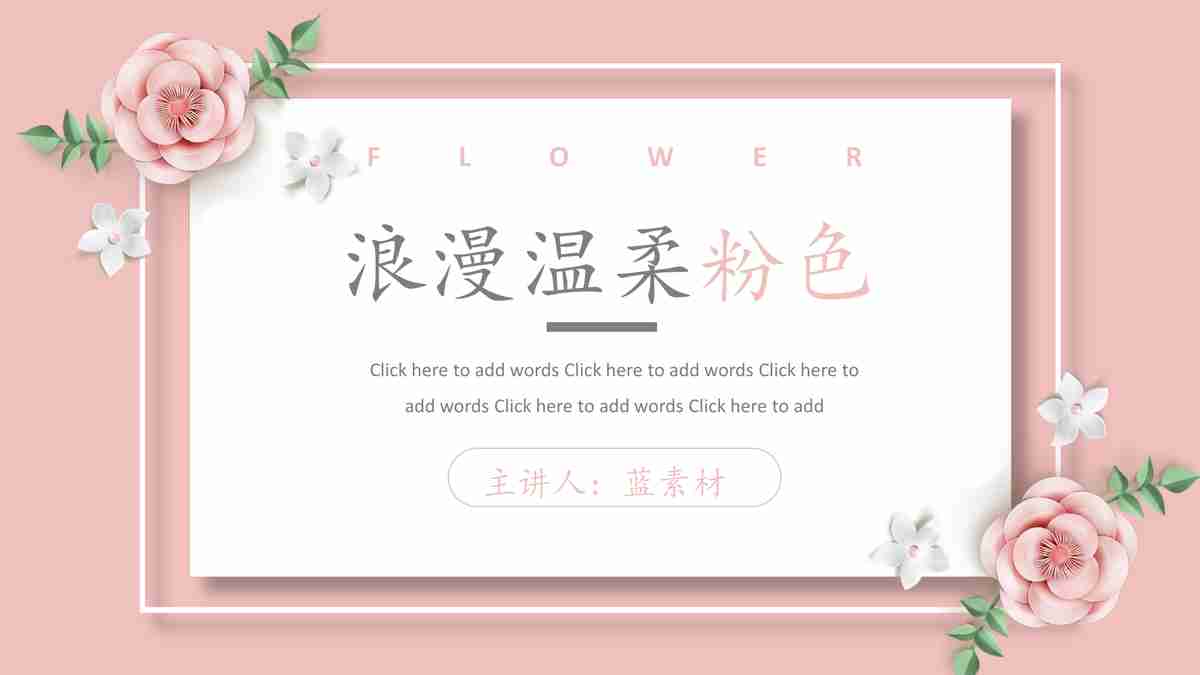 FLOWER
浪漫温柔粉色
Click here to add words Click here to add words Click here to
add words Click here to add words Click here to add
主讲人：蓝素材